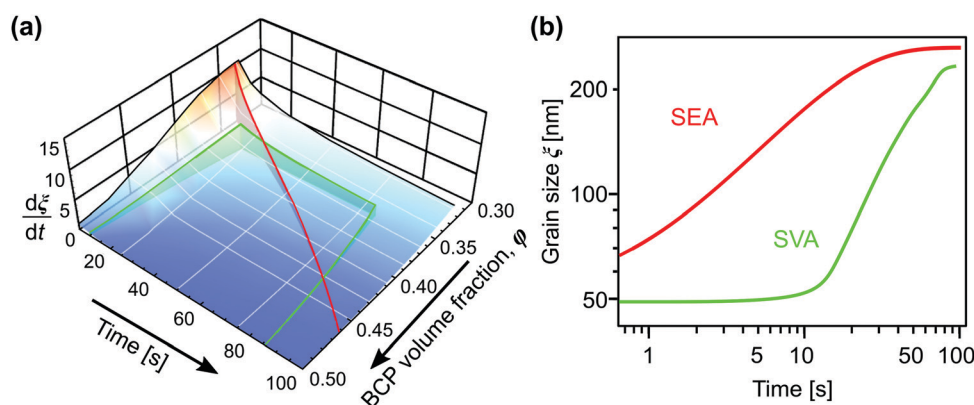 (a)
15
10
5
0
dξ
dt
20
40
60
80
100
Time [s]
0.30
0.35
0.40
0.45
0.50
BCP volume fraction, φ
(b)
Grain size ξ [nm]
200
100
50
SEA
SVA
1
5
10
50
100
Time [s]